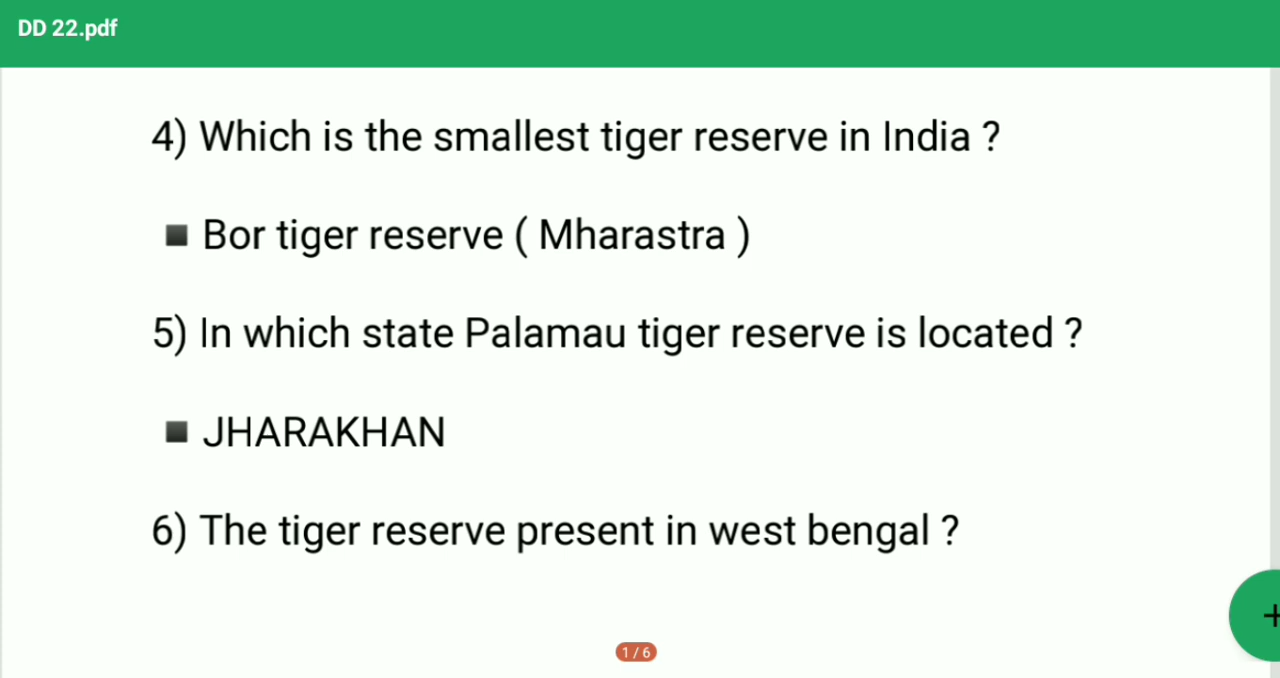 DD 22.pdf
4) Which is the smallest tiger reserve in India ?
▪ Bor tiger reserve ( Mharastra )
5) In which state Palamau tiger reserve is located ?
▪ JHARAKHAN
6) The tiger reserve present in west bengal ?
+
1 / 6